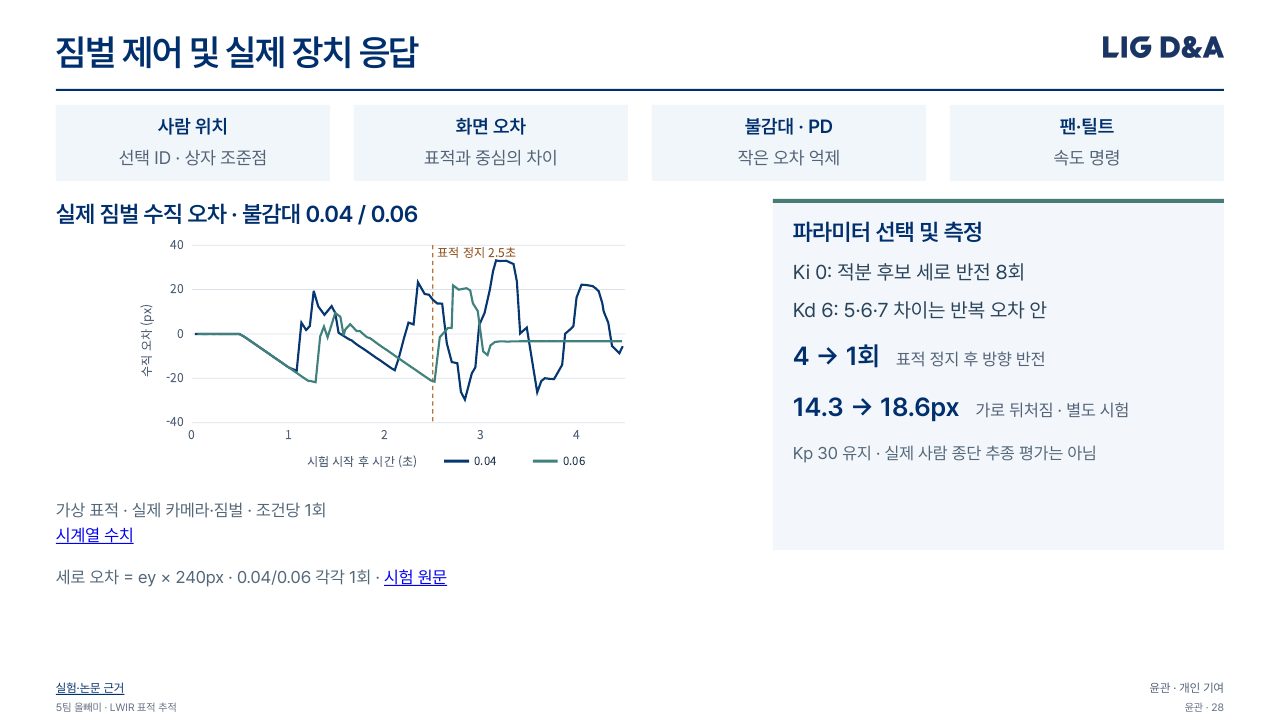 짐벌 제어 및 실제 장치 응답
LIG D&A
사람 위치
선택 ID · 상자 조준점
화면 오차
표적과 중심의 차이
불감대 · PD
작은 오차 억제
팬·틸트
속도 명령
실제 짐벌 수직 오차 · 불감대 0.04 / 0.06
40
20
0
-20
-40
수직 오차 (px)
표적 정지 2.5초
0 1 2 3 4
시험 시작 후 시간 (초)
0.04
0.06
가상 표적 · 실제 카메라·짐벌 · 조건당 1회
시계열 수치
세로 오차 = ey × 240px · 0.04/0.06 각각 1회 · 시험 원문
파라미터 선택 및 측정
Ki 0: 적분 후보 세로 반전 8회
Kd 6: 5·6·7 차이는 반복 오차 안
4 → 1회 표적 정지 후 방향 반전
14.3 → 18.6px 가로 뒤처짐 · 별도 시험
Kp 30 유지 · 실제 사람 종단 추종 평가는 아님
실험·논문 근거
5팀 올빼미 · LWIR 표적 추적
윤관 · 개인 기여
윤관 · 28